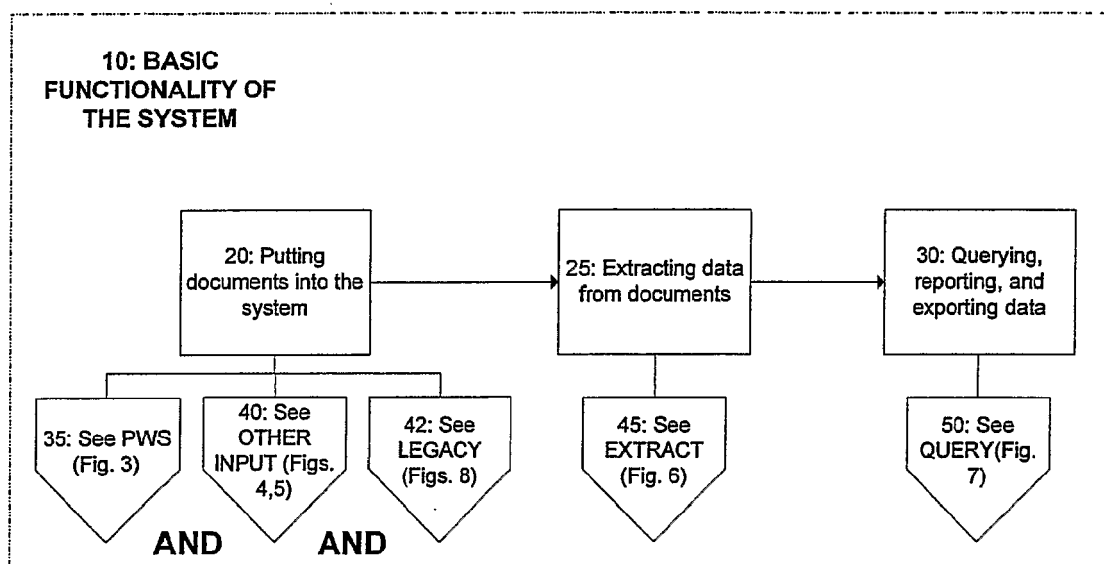 10: BASIC
FUNCTIONALITY OF
THE SYSTEM
20: Putting
documents into the
system
25: Extracting data
from documents
30: Querying,
reporting, and
exporting data
35: See PWS
(Fig. 3)
40: See
OTHER
INPUT (Figs.
4,5)
42: See
LEGACY
(Figs. 8)
45: See
EXTRACT
(Fig. 6)
50: See
QUERY(Fig.
7)
AND
AND